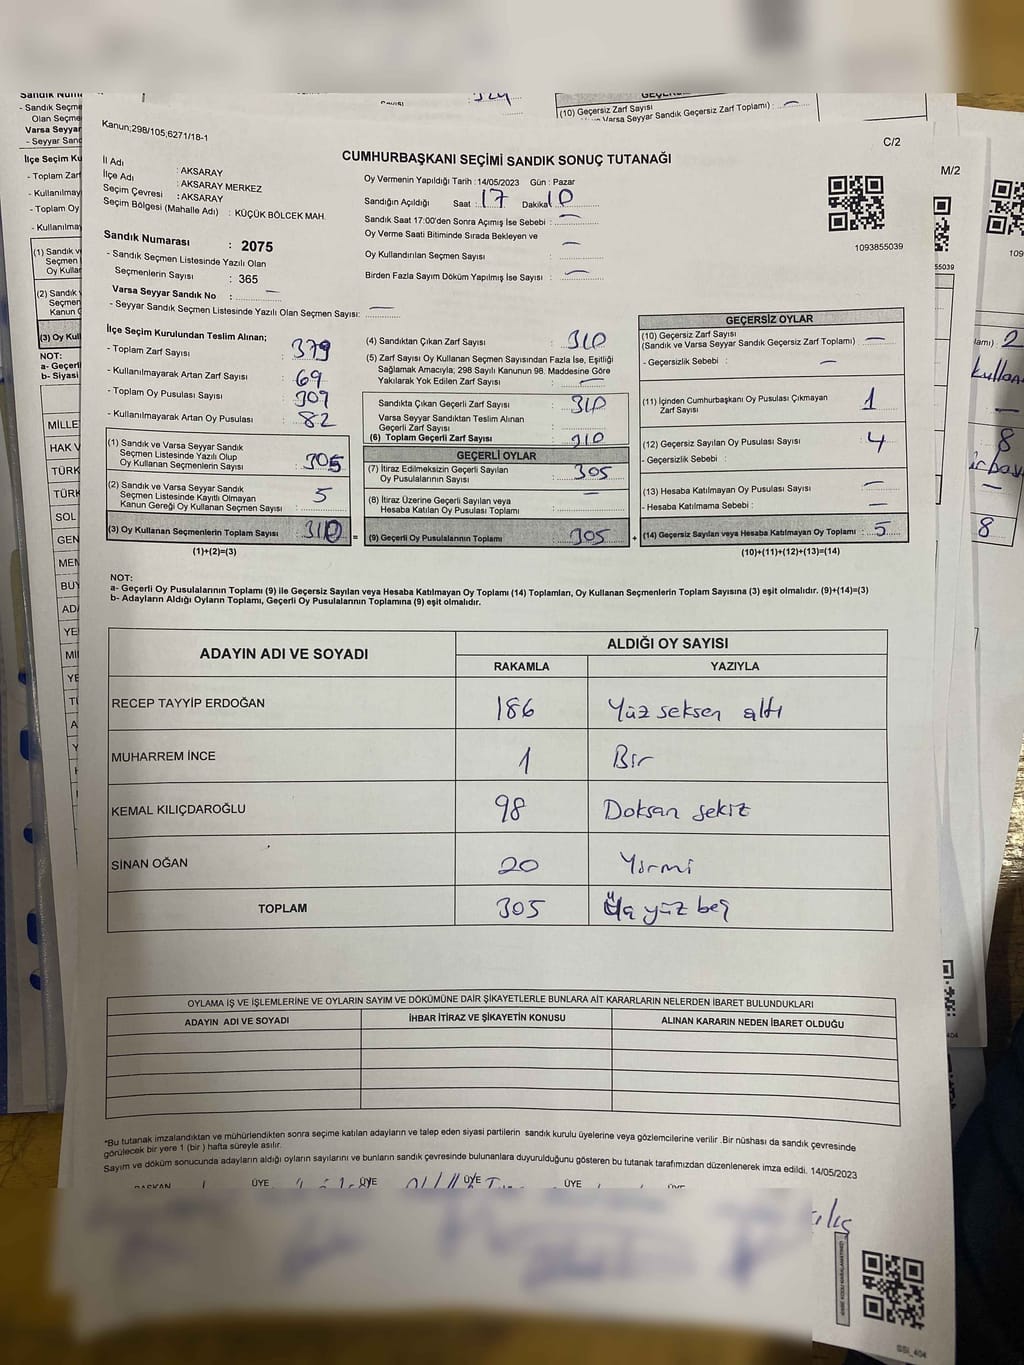 Kanun;298/105,6271/18-1
C/2
M/2
CUMHURBAŞKANI SEÇİMİ SANDIK SONUÇ TUTANAĞI
İl Adı : AKSARAY
İlçe Adı : AKSARAY MERKEZ
Seçim Çevresi : AKSARAY
Seçim Bölgesi (Mahalle Adı) : KÜÇÜK BÖLCEK MAH.
Sandık Numarası : 2075
- Sandık Seçmen Listesinde Yazılı Olan
Seçmenlerin Sayısı : 365
Varsa Seyyar Sandık No : —
- Seyyar Sandık Seçmen Listesinde Yazılı Olan Seçmen Sayısı: —
Oy Vermenin Yapıldığı Tarih : 14/05/2023 Gün : Pazar
Sandığın Açıldığı Saat : 17 Dakika 10
Sandık Saat 17:00'den Sonra Açımış İse Sebebi : —
Oy Verme Saati Bitiminde Sırada Bekleyen ve
Oy Kullandırılan Seçmen Sayısı : —
Birden Fazla Sayım Döküm Yapılmış İse Sayısı : —
1093855039
İlçe Seçim Kurulundan Teslim Alınan;
- Toplam Zarf Sayısı : 379
- Kullanılmayarak Artan Zarf Sayısı : 69
- Toplam Oy Pusulası Sayısı :
- Kullanılmayarak Artan Oy Pusulası : 82
(1) Sandık ve Varsa Seyyar Sandık
Seçmen Listesinde Yazılı Olup
Oy Kullanan Seçmenlerin Sayısı : 305
(2) Sandık ve Varsa Seyyar Sandık
Seçmen Listesinde Kayıtlı Olmayan
Kanun Gereği Oy Kullanan Seçmen Sayısı : 5
(3) Oy Kullanan Seçmenlerin Toplam Sayısı : 310
(1)+(2)=(3)
(4) Sandıktan Çıkan Zarf Sayısı : 310
(5) Zarf Sayısı Oy Kullanan Seçmen Sayısından Fazla İse, Eşitliği
Sağlamak Amacıyla; 298 Sayılı Kanunun 98. Maddesine Göre
Yakılarak Yok Edilen Zarf Sayısı : —
Sandıkta Çıkan Geçerli Zarf Sayısı : 310
Varsa Seyyar Sandıktan Teslim Alınan
Geçerli Zarf Sayısı :
(6) Toplam Geçerli Zarf Sayısı : 310
GEÇERLİ OYLAR
(7) İtiraz Edilmeksizin Geçerli Sayılan
Oy Pusulalarının Sayısı : 305
(8) İtiraz Üzerine Geçerli Sayılan veya
Hesaba Katılan Oy Pusulası Toplamı : —
= (9) Geçerli Oy Pusulalarının Toplamı : 305 +
GEÇERSİZ OYLAR
(10) Geçersiz Zarf Sayısı
(Sandık ve Varsa Seyyar Sandık Geçersiz Zarf Toplamı) : —
- Geçersizlik Sebebi : —
(11) İçinden Cumhurbaşkanı Oy Pusulası Çıkmayan
Zarf Sayısı : 1
(12) Geçersiz Sayılan Oy Pusulası Sayısı : 4
- Geçersizlik Sebebi :
(13) Hesaba Katılmayan Oy Pusulası Sayısı : —
- Hesaba Katılmama Sebebi : —
(14) Geçersiz Sayılan veya Hesaba Katılmayan Oy Toplamı : 5
(10)+(11)+(12)+(13)=(14)
NOT:
a- Geçerli Oy Pusulalarının Toplamı (9) ile Geçersiz Sayılan veya Hesaba Katılmayan Oy Toplamı (14) Toplamları, Oy Kullanan Seçmenlerin Toplam Sayısına (3) eşit olmalıdır. (9)+(14)=(3)
b- Adayların Aldığı Oyların Toplamı, Geçerli Oy Pusulalarının Toplamına (9) eşit olmalıdır.
ADAYIN ADI VE SOYADI
ALDIĞI OY SAYISI
RAKAMLA YAZIYLA
RECEP TAYYİP ERDOĞAN 186 Yüz seksen altı
MUHARREM İNCE 1 Bir
KEMAL KILIÇDAROĞLU 98 Doksan sekiz
SİNAN OĞAN 20 Yirmi
TOPLAM 305 Üç yüz beş
OYLAMA İŞ VE İŞLEMLERİNE VE OYLARIN SAYIM VE DÖKÜMÜNE DAİR ŞİKAYETLERLE BUNLARA AİT KARARLARIN NELERDEN İBARET BULUNDUKLARI
ADAYIN ADI VE SOYADI İHBAR İTİRAZ VE ŞİKAYETİN KONUSU ALINAN KARARIN NEDEN İBARET OLDUĞU
*Bu tutanak imzalandıktan ve mühürlendikten sonra seçime katılan adayların ve talep eden siyasi partilerin sandık kurulu üyelerine veya gözlemcilerine verilir .Bir nüshası da sandık çevresinde
görülecek bir yere 1 (bir ) hafta süreyle asılır.
Sayım ve döküm sonucunda adayların aldığı oyların sayılarını ve bunların sandık çevresinde bulunanlara duyurulduğunu gösteren bu tutanak tarafımızdan düzenlenerek imza edildi. 14/05/2023
BAŞKAN ÜYE ÜYE ÜYE ÜYE ÜYE
SSİ_404